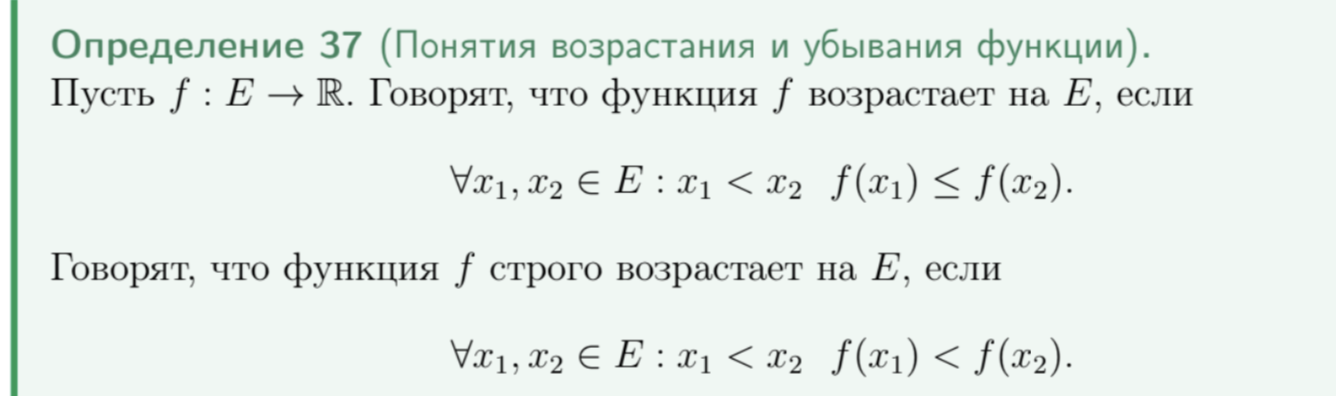 Определение 37 (Понятия возрастания и убывания функции).
Пусть f : E → ℝ. Говорят, что функция f возрастает на E, если
∀x₁, x₂ ∈ E : x₁ < x₂ f(x₁) ≤ f(x₂).
Говорят, что функция f строго возрастает на E, если
∀x₁, x₂ ∈ E : x₁ < x₂ f(x₁) < f(x₂).